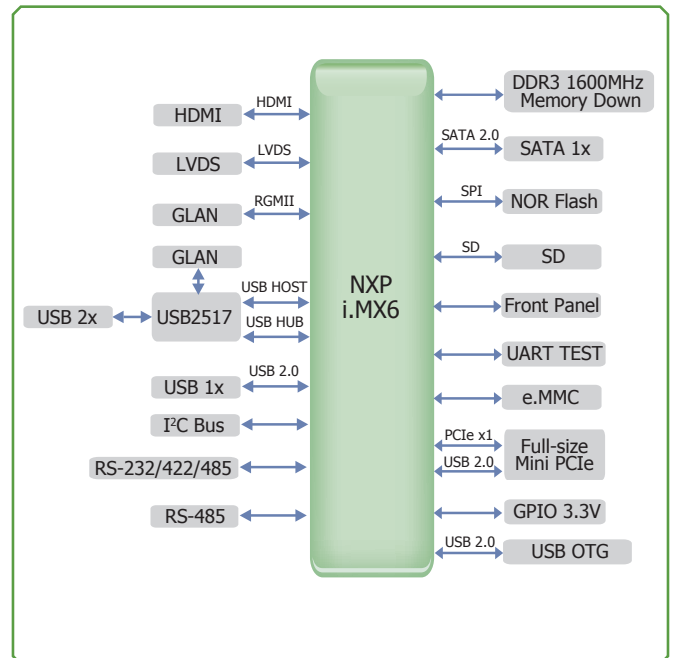 HDMI
HDMI
LVDS
LVDS
GLAN
RGMII
GLAN
USB 2x
USB2517
USB HOST
USB HUB
USB 1x
USB 2.0
I²C Bus
RS-232/422/485
RS-485
NXP
i.MX6
DDR3 1600MHz
Memory Down
SATA 2.0
SATA 1x
SPI
NOR Flash
SD
SD
Front Panel
UART TEST
e.MMC
PCIe x1
USB 2.0
Full-size
Mini PCIe
GPIO 3.3V
USB 2.0
USB OTG